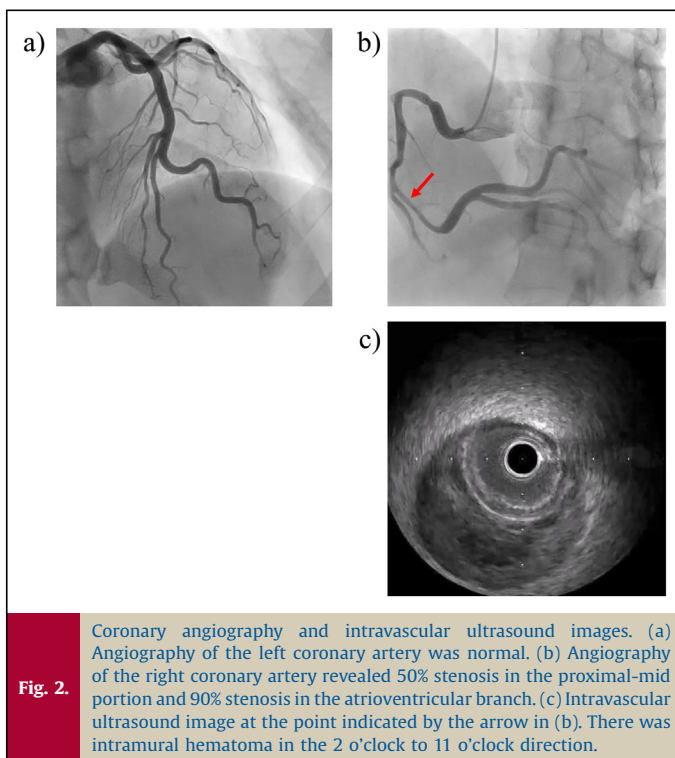 a)
b)
c)
Fig. 2.
Coronary angiography and intravascular ultrasound images. (a)
Angiography of the left coronary artery was normal. (b) Angiography
of the right coronary artery revealed 50% stenosis in the proximal-mid
portion and 90% stenosis in the atrioventricular branch. (c) Intravascular
ultrasound image at the point indicated by the arrow in (b). There was
intramural hematoma in the 2 o’clock to 11 o’clock direction.